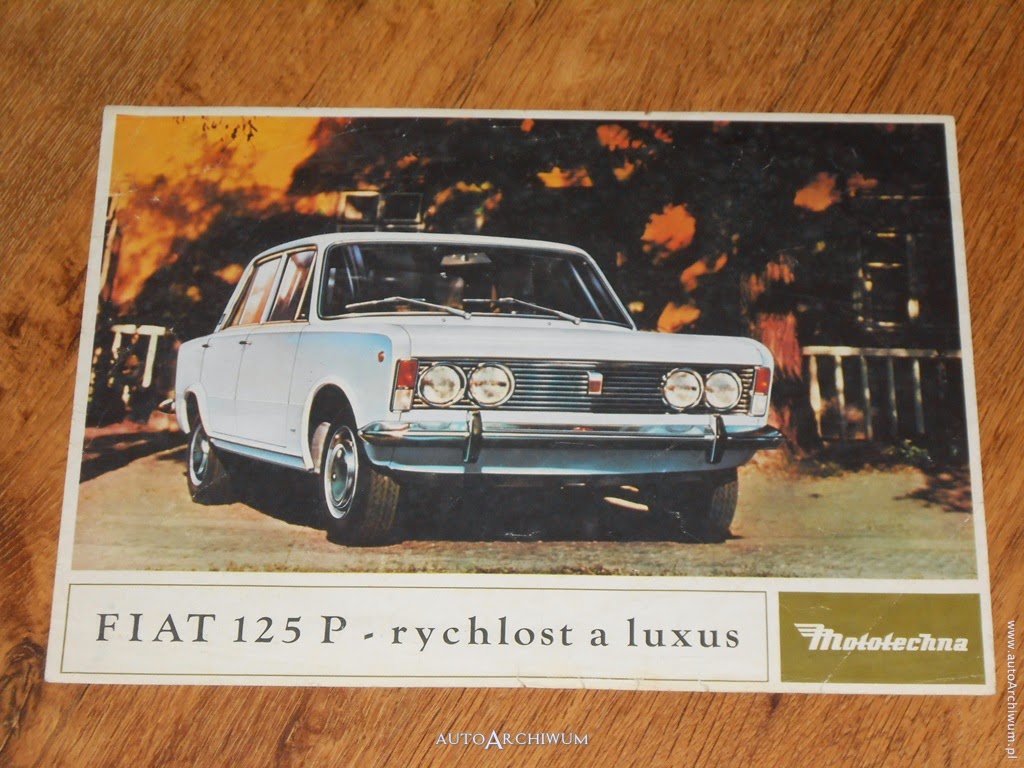 FIAT 125 P - rychlost a luxus
Mototechna
AUTOARCHIWUM
www.autoArchiwum.pl